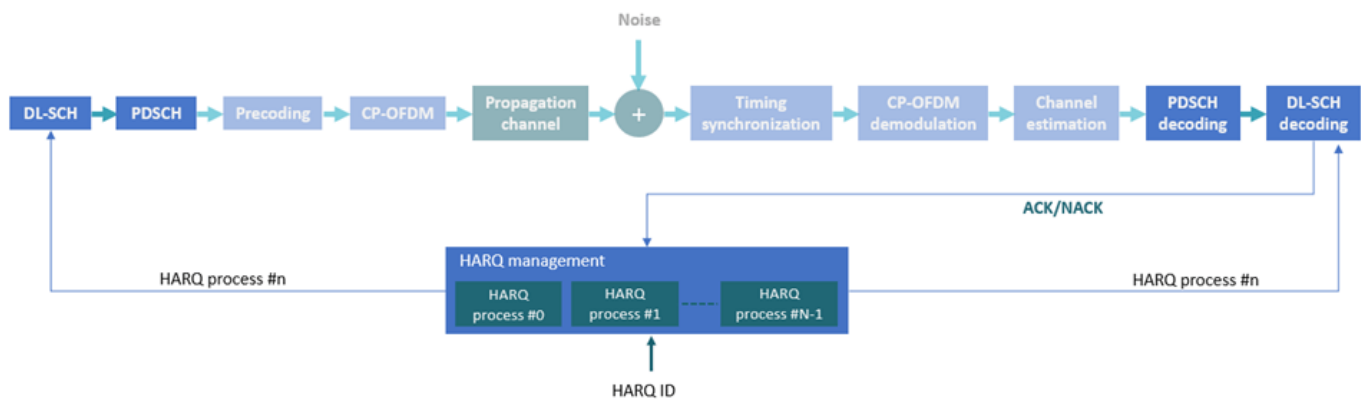 Noise
DL-SCH
PDSCH
Precoding
CP-OFDM
Propagation
channel
+
Timing
synchronization
CP-OFDM
demodulation
Channel
estimation
PDSCH
decoding
DL-SCH
decoding
ACK/NACK
HARQ process #n
HARQ management
HARQ process #n
HARQ
process #0
HARQ
process #1
HARQ
process #N-1
HARQ ID